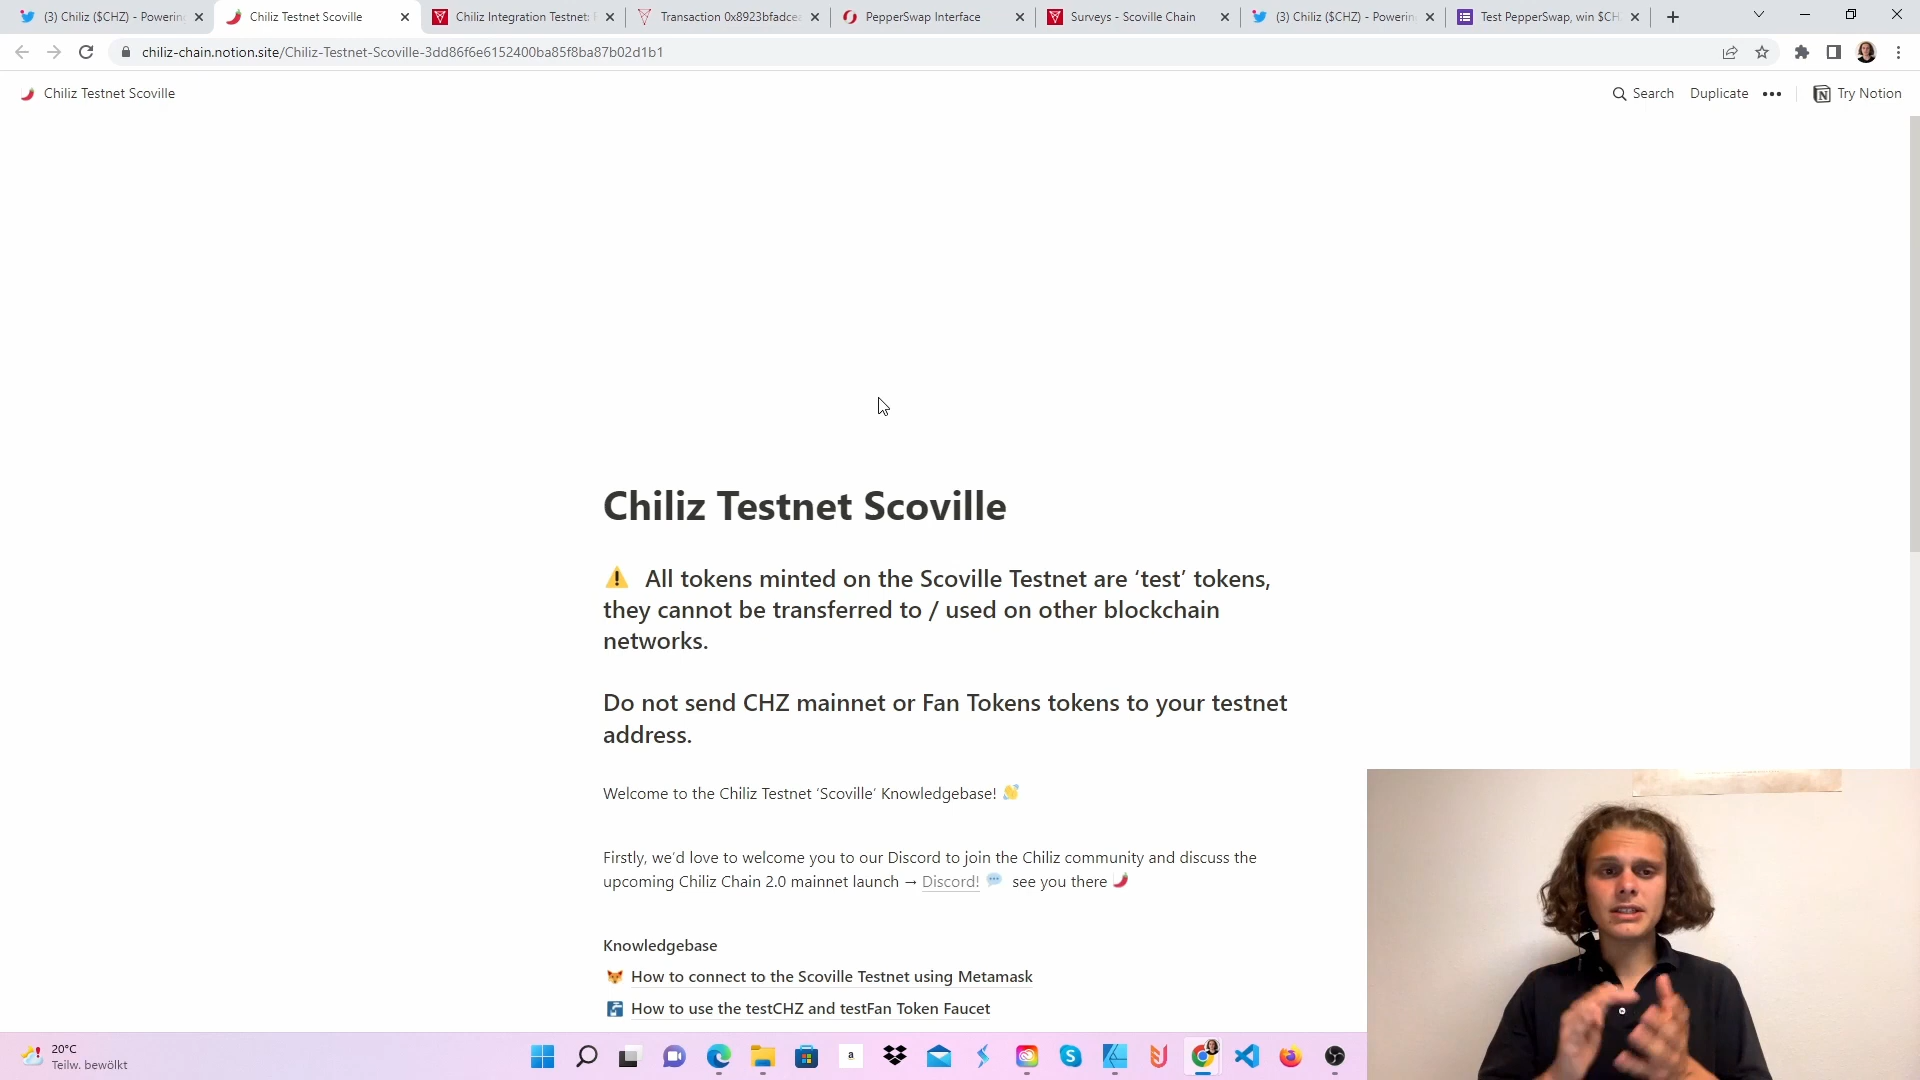 (3) Chiliz ($CHZ) - Powerin
Chiliz Testnet Scoville
Chiliz Integration Testnet:
Transaction 0x8923bfadcea
PepperSwap Interface
Surveys - Scoville Chain
(3) Chiliz ($CHZ) - Powerin
Test PepperSwap, win $CH
chiliz-chain.notion.site/Chiliz-Testnet-Scoville-3dd86f6e6152400ba85f8ba87b02d1b1
Chiliz Testnet Scoville
Search
Duplicate
Try Notion
Chiliz Testnet Scoville
⚠️ All tokens minted on the Scoville Testnet are ‘test’ tokens,
they cannot be transferred to / used on other blockchain
networks.
Do not send CHZ mainnet or Fan Tokens tokens to your testnet
address.
Welcome to the Chiliz Testnet ‘Scoville’ Knowledgebase! 👋
Firstly, we’d love to welcome you to our Discord to join the Chiliz community and discuss the
upcoming Chiliz Chain 2.0 mainnet launch → Discord! 💬 see you there 🌶️
Knowledgebase
🦊 How to connect to the Scoville Testnet using Metamask
🚰 How to use the testCHZ and testFan Token Faucet
20°C
Teilw. bewölkt